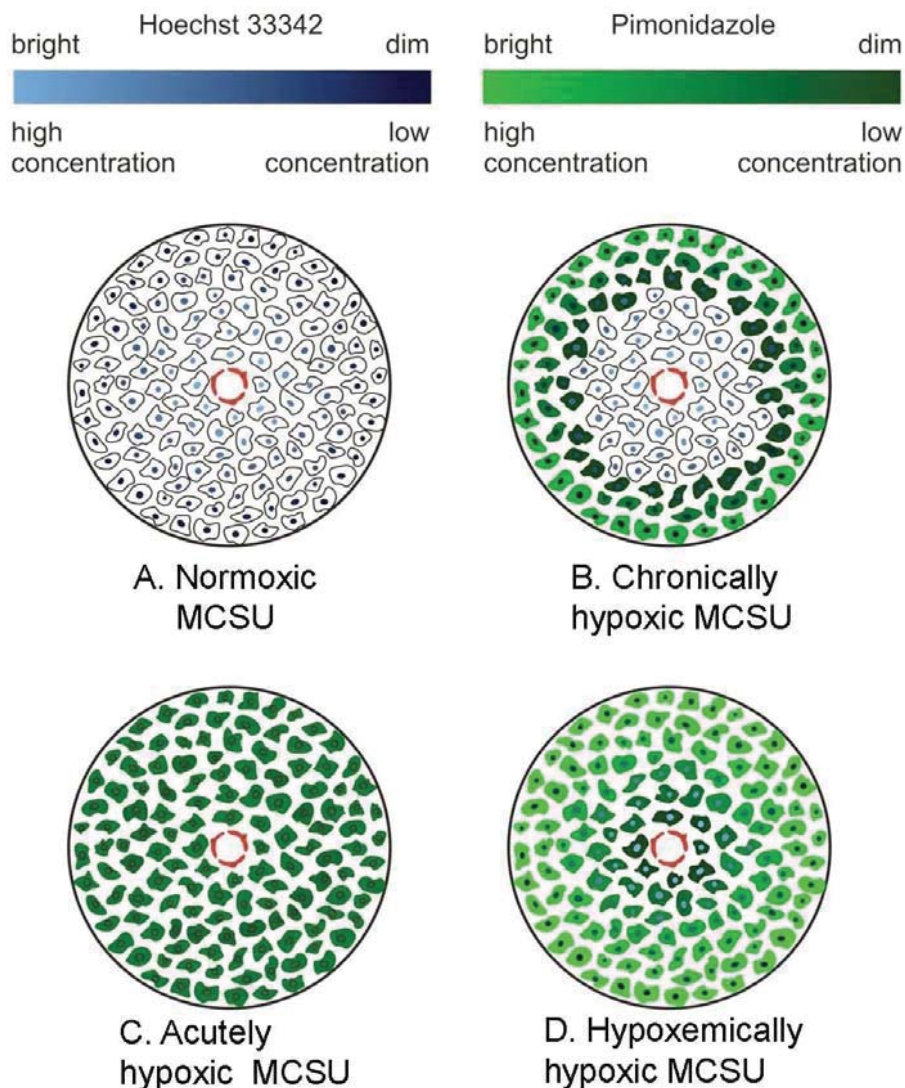 Hoechst 33342
bright dim
high concentration low concentration
Pimonidazole
bright dim
high concentration low concentration
A. Normoxic
MCSU
B. Chronically
hypoxic MCSU
C. Acutely
hypoxic MCSU
D. Hypoxemically
hypoxic MCSU